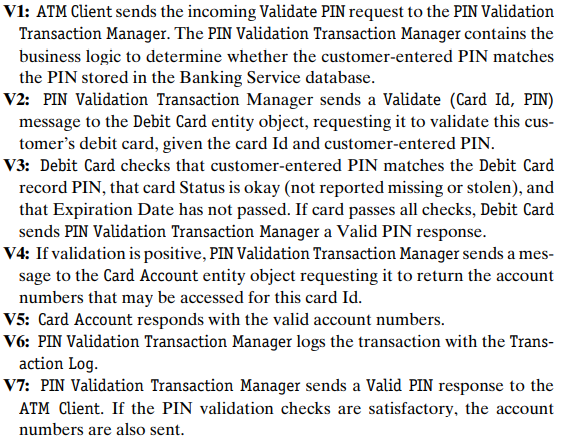 V1: ATM Client sends the incoming Validate PIN request to the PIN Validation
Transaction Manager. The PIN Validation Transaction Manager contains the
business logic to determine whether the customer-entered PIN matches
the PIN stored in the Banking Service database.
V2: PIN Validation Transaction Manager sends a Validate (Card Id, PIN)
message to the Debit Card entity object, requesting it to validate this cus-
tomer's debit card, given the card Id and customer-entered PIN.
V3: Debit Card checks that customer-entered PIN matches the Debit Card
record PIN, that card Status is okay (not reported missing or stolen), and
that Expiration Date has not passed. If card passes all checks, Debit Card
sends PIN Validation Transaction Manager a Valid PIN response.
V4: If validation is positive, PIN Validation Transaction Manager sends a mes-
sage to the Card Account entity object requesting it to return the account
numbers that may be accessed for this card Id.
V5: Card Account responds with the valid account numbers.
V6: PIN Validation Transaction Manager logs the transaction with the Trans-
action Log.
V7: PIN Validation Transaction Manager sends a Valid PIN response to the
ATM Client. If the PIN validation checks are satisfactory, the account
numbers are also sent.